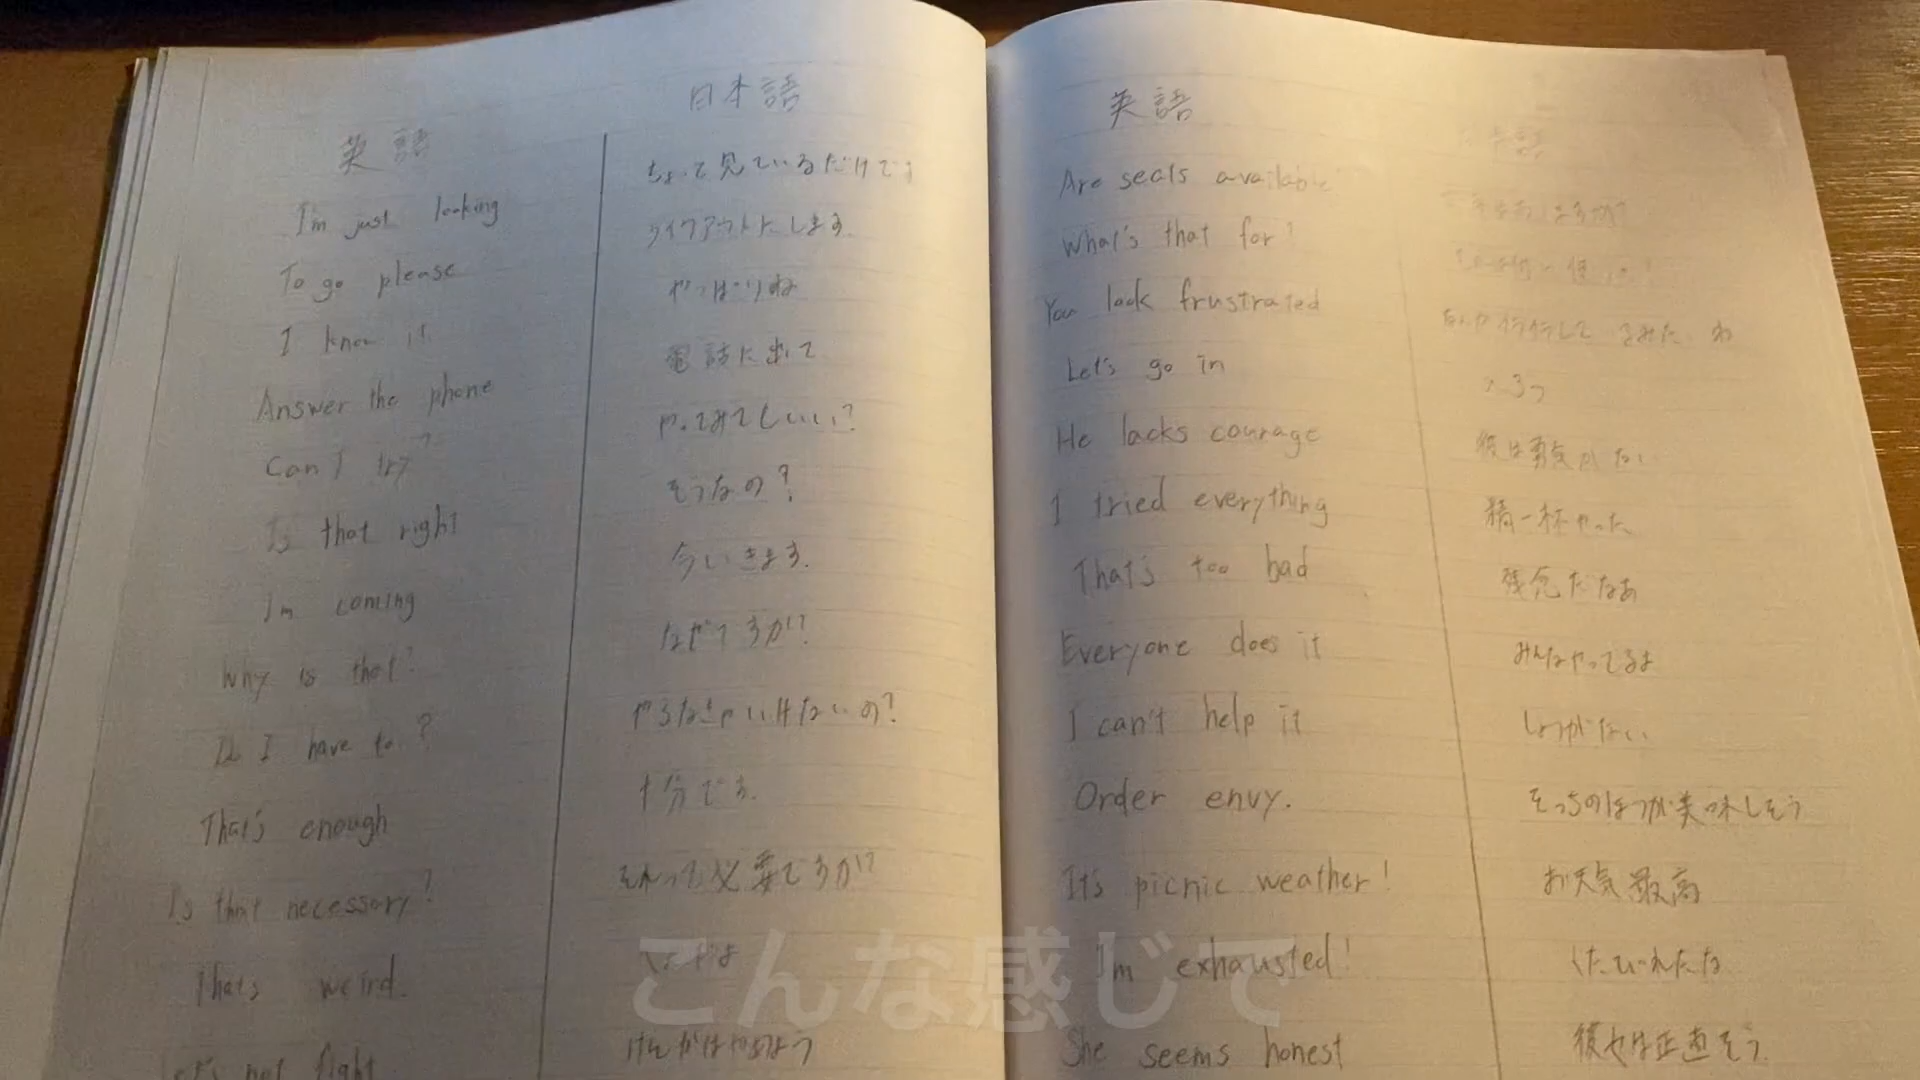 英語
I'm just looking
To go please
I know it
Answer the phone
Can I try?
Is that right
I'm coming
Why is that?
Do I have to?
That's enough
Is that necessary?
Thats weird.
Let's not fight
日本語
ちょっと見ているだけです
テイクアウトにします。
やっぱりね
電話に出て
やってみてもいい?
そうなの?
今いきます。
なぜですか!?
やらなきゃいけないの?
十分です。
それって必要ですか!?
けんかはやめよう
英語
Are seats available
What's that for?
You look frustrated
Let's go in
He lacks courage
I tried everything
That's too bad
Everyone does it
I can't help it
Order envy.
It's picnic weather!
I'm exhausted!
She seems honest
彼は勇気がない
精一杯やった
残念だなあ
みんなやってるよ
しょうがない
そっちのほうが美味しそう
お天気最高
くたびれたな
彼女は正直そう。
こんな感じで